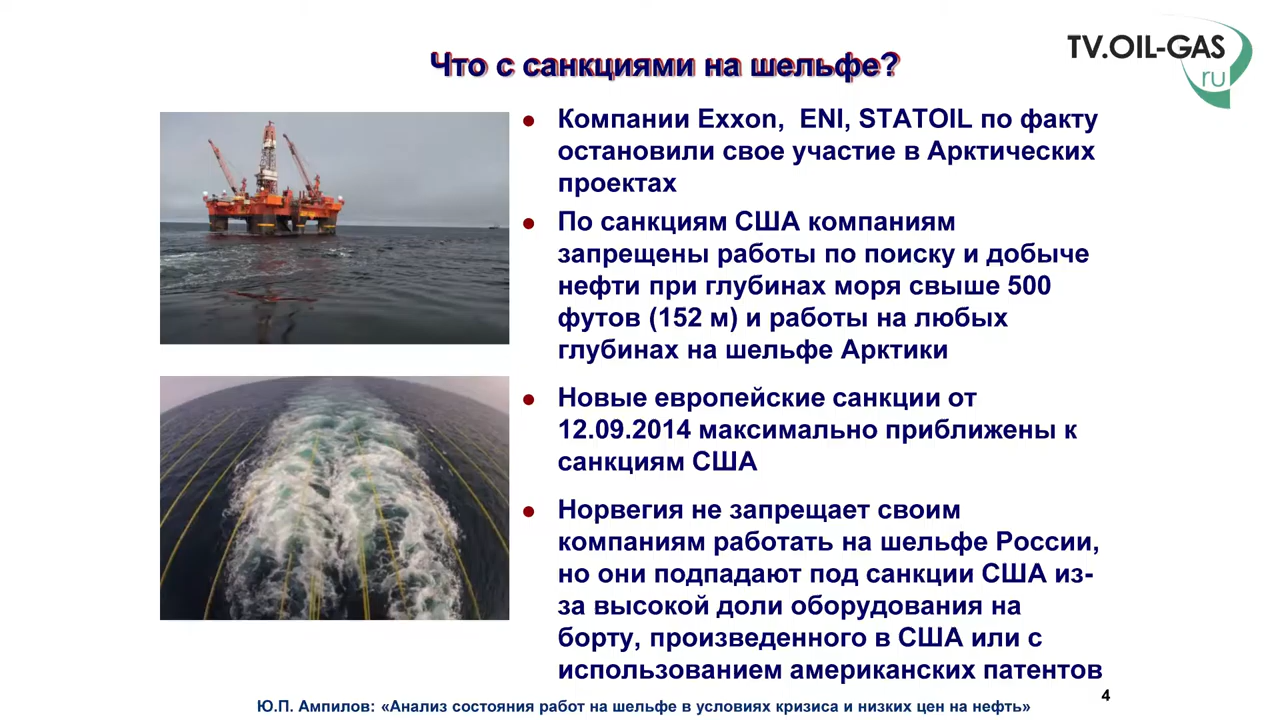 TV.OIL-GAS
ru
Что с санкциями на шельфе?
Компании Exxon, ENI, STATOIL по факту
остановили свое участие в Арктических
проектах
По санкциям США компаниям
запрещены работы по поиску и добыче
нефти при глубинах моря свыше 500
футов (152 м) и работы на любых
глубинах на шельфе Арктики
Новые европейские санкции от
12.09.2014 максимально приближены к
санкциям США
Норвегия не запрещает своим
компаниям работать на шельфе России,
но они подпадают под санкции США из-
за высокой доли оборудования на
борту, произведенного в США или с
использованием американских патентов
4
Ю.П. Ампилов: «Анализ состояния работ на шельфе в условиях кризиса и низких цен на нефть»